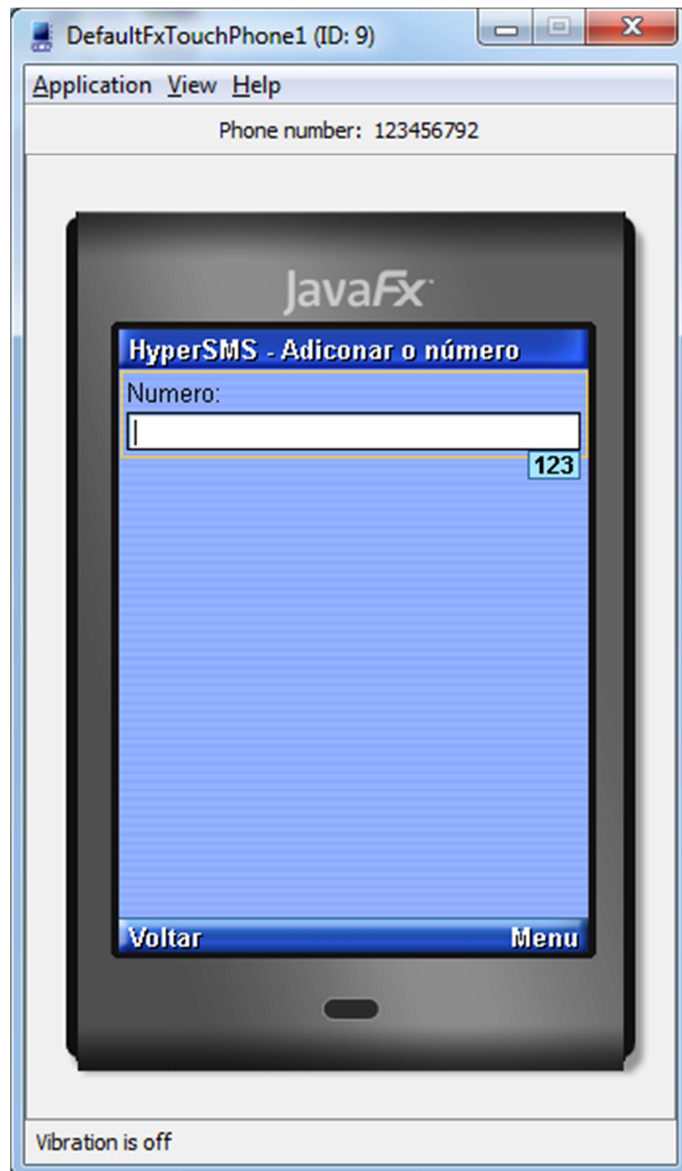 DefaultFxTouchPhone1 (ID: 9)
Application View Help
Phone number: 123456792
JavaFx
HyperSMS - Adiconar o número
Numero:
123
Voltar Menu
Vibration is off